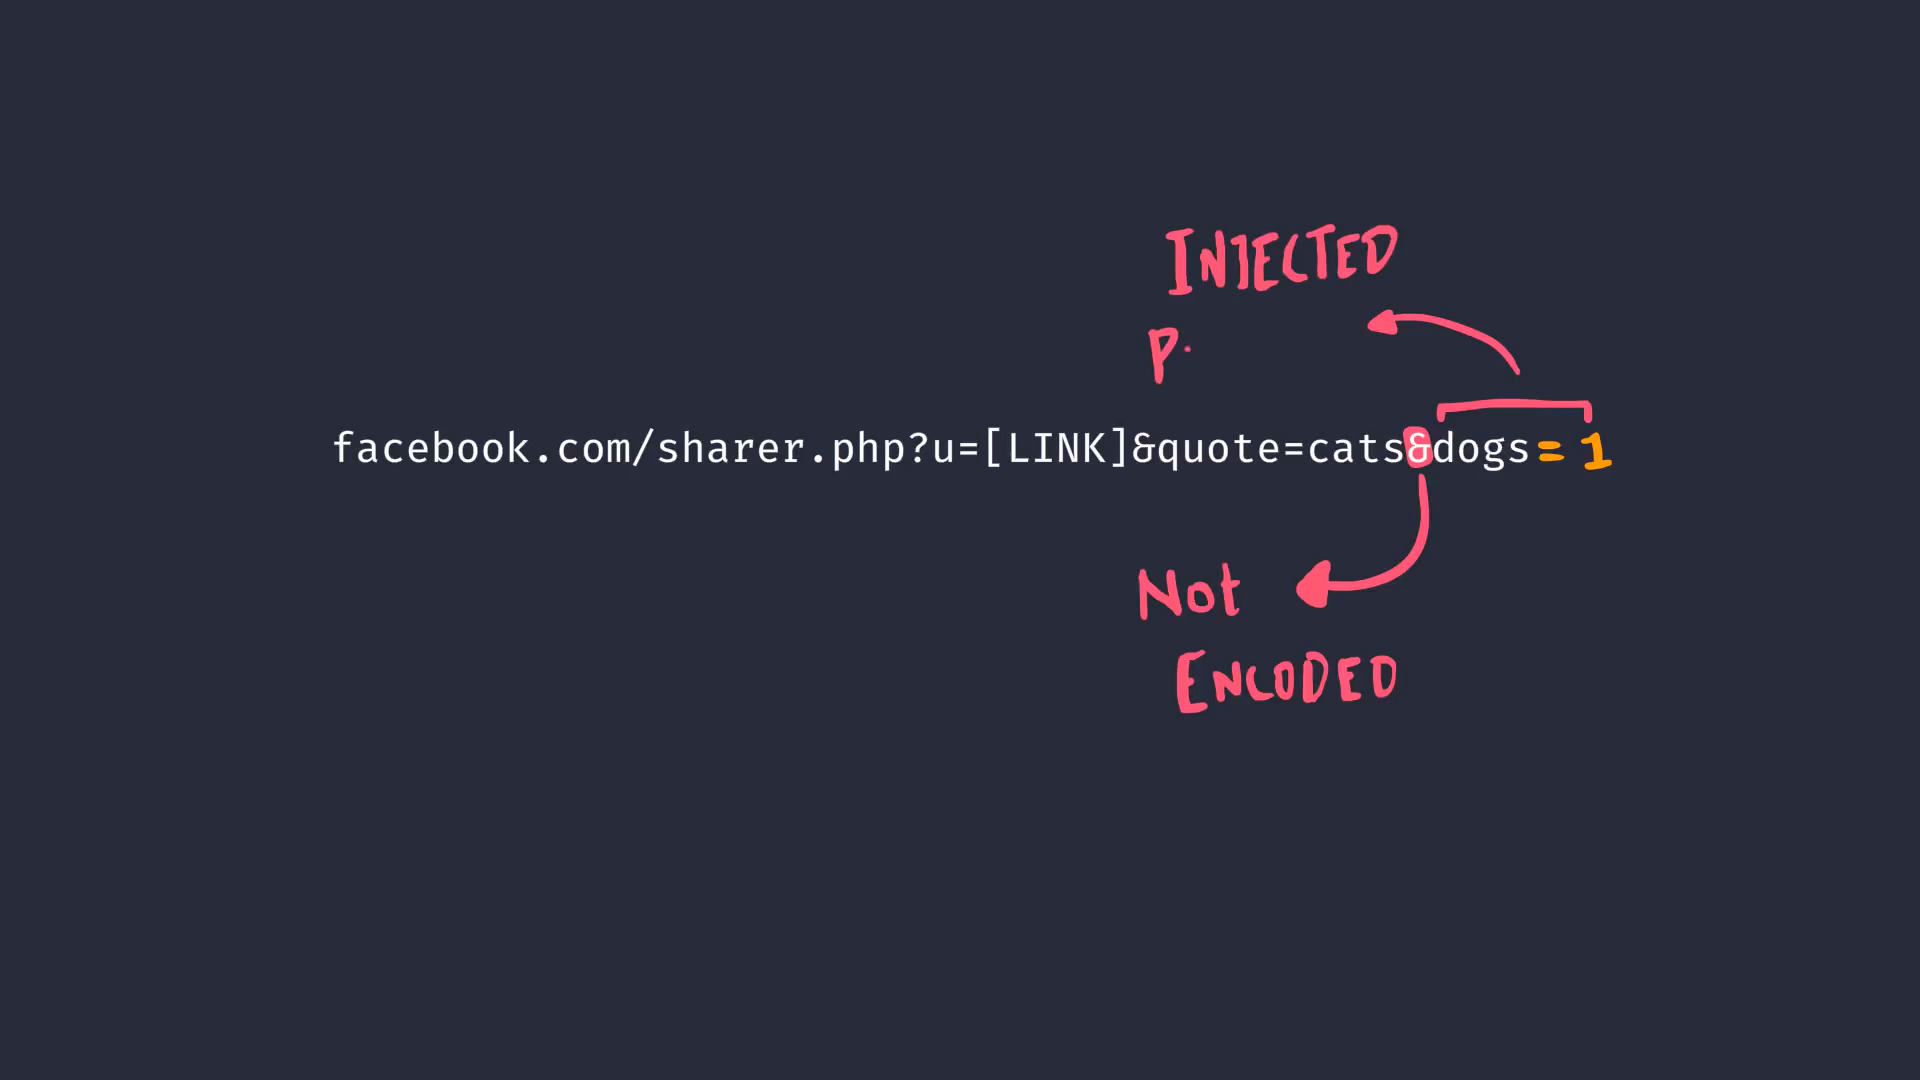 INJECTED
P
facebook.com/sharer.php?u=[LINK]&quote=cats&dogs=1
Not
ENCODED